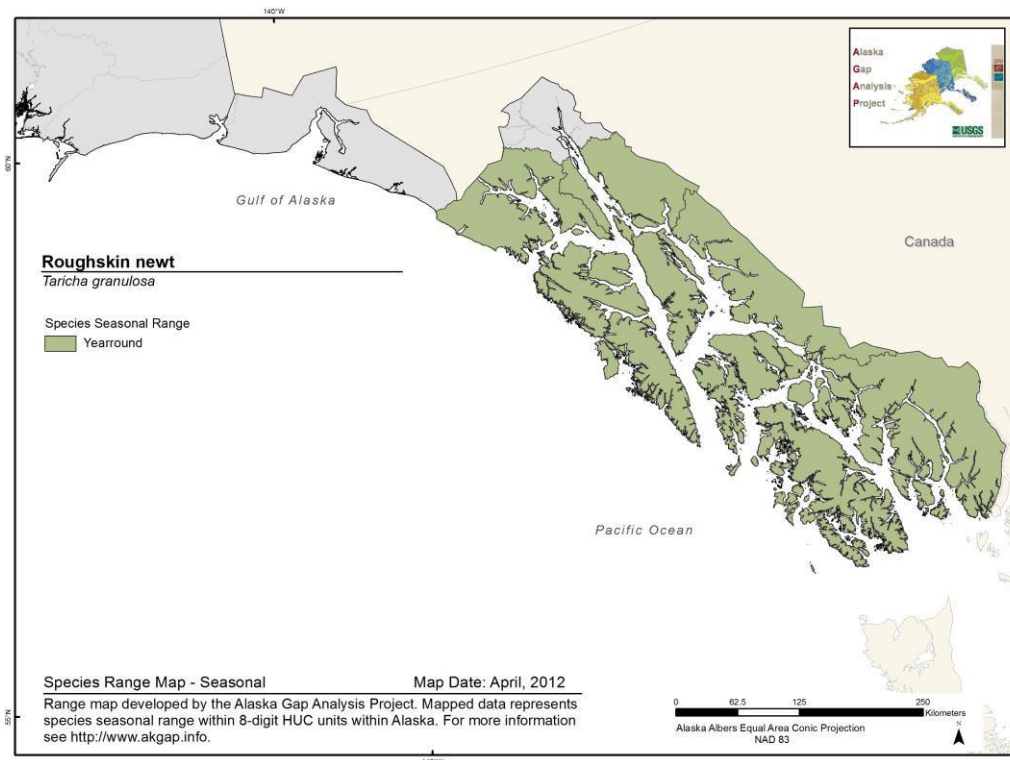 140°W
Alaska
Gap
Analysis
Project
USGS
60°N
Gulf of Alaska
Canada
Roughskin newt
Taricha granulosa
Species Seasonal Range
Yearround
Pacific Ocean
Species Range Map - Seasonal Map Date: April, 2012
Range map developed by the Alaska Gap Analysis Project. Mapped data represents
species seasonal range within 8-digit HUC units within Alaska. For more information
see http://www.akgap.info.
0 62.5 125 250
Kilometers
Alaska Albers Equal Area Conic Projection
NAD 83
N
55°N